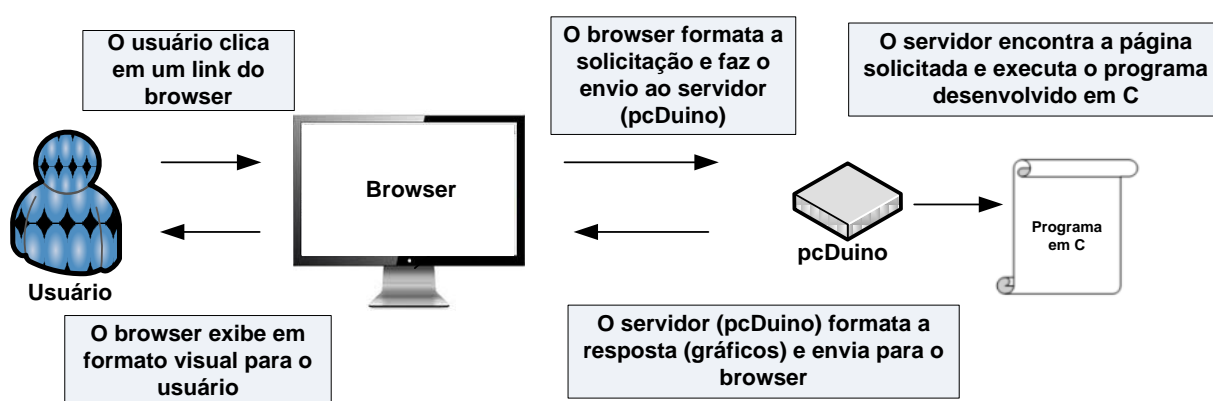 O usuário clica
em um link do
browser
O browser formata a
solicitação e faz o
envio ao servidor
(pcDuino)
O servidor encontra a página
solicitada e executa o programa
desenvolvido em C
Browser
Programa
em C
pcDuino
Usuário
O browser exibe em
formato visual para o
usuário
O servidor (pcDuino) formata a
resposta (gráficos) e envia para o
browser